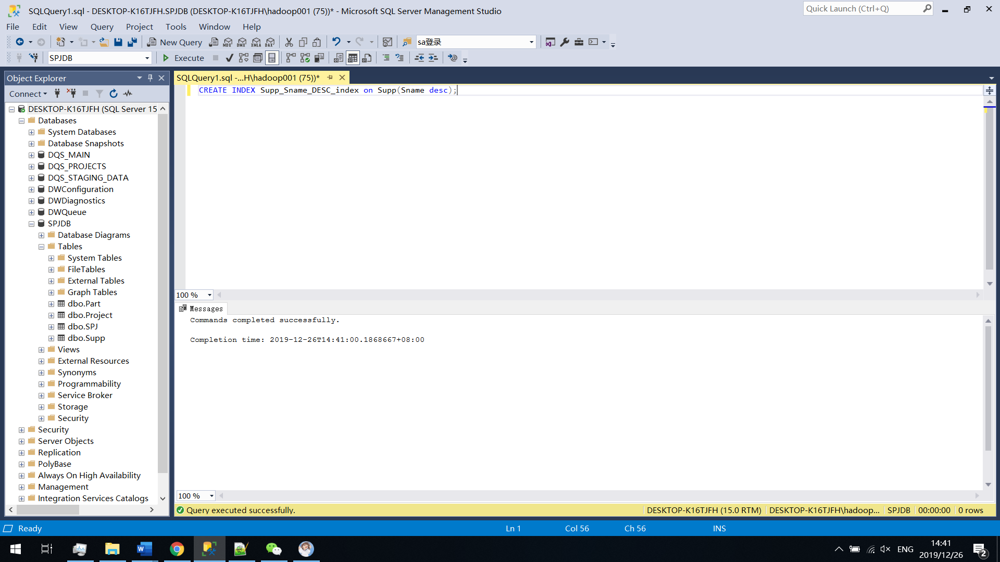 SQLQuery1.sql - DESKTOP-K16TJFH.SPJDB (DESKTOP-K16TJFH\hadoop001 (75))* - Microsoft SQL Server Management Studio
Quick Launch (Ctrl+Q)
File Edit View Query Project Tools Window Help
New Query MDX DMX XMLA DAX sa登录
SPJDB Execute
Object Explorer
SQLQuery1.sql -...H\hadoop001 (75))*
Connect
CREATE INDEX Supp_Sname_DESC_index on Supp(Sname desc);
DESKTOP-K16TJFH (SQL Server 15
Databases
System Databases
Database Snapshots
DQS_MAIN
DQS_PROJECTS
DQS_STAGING_DATA
DWConfiguration
DWDiagnostics
DWQueue
SPJDB
Database Diagrams
Tables
System Tables
FileTables
External Tables
Graph Tables
dbo.Part
dbo.Project
dbo.SPJ
dbo.Supp
Views
External Resources
Synonyms
Programmability
Service Broker
Storage
Security
Security
Server Objects
Replication
PolyBase
Always On High Availability
Management
Integration Services Catalogs
100 %
Messages
Commands completed successfully.
Completion time: 2019-12-26T14:41:00.1868667+08:00
100 %
Query executed successfully.
DESKTOP-K16TJFH (15.0 RTM) DESKTOP-K16TJFH\hadoop... SPJDB 00:00:00 0 rows
Ready Ln 1 Col 56 Ch 56 INS
ENG
14:41
2019/12/26
2